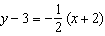 y − 3 = −1/2 (x + 2)